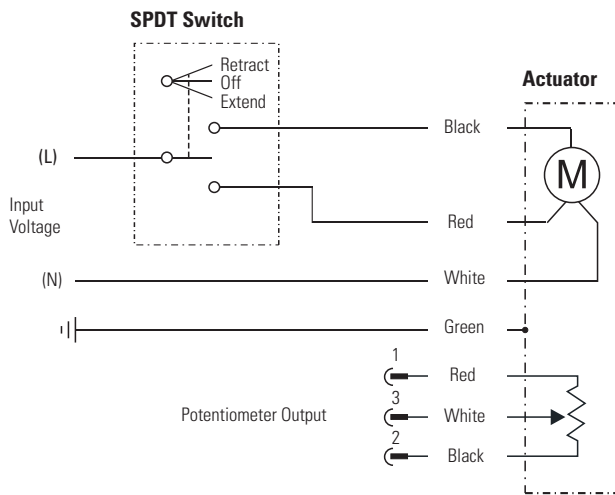 SPDT Switch
Retract
Off
Extend
Actuator
Black
(L)
M
Input
Voltage
Red
(N)
White
Green
1
Red
3
Potentiometer Output
White
2
Black